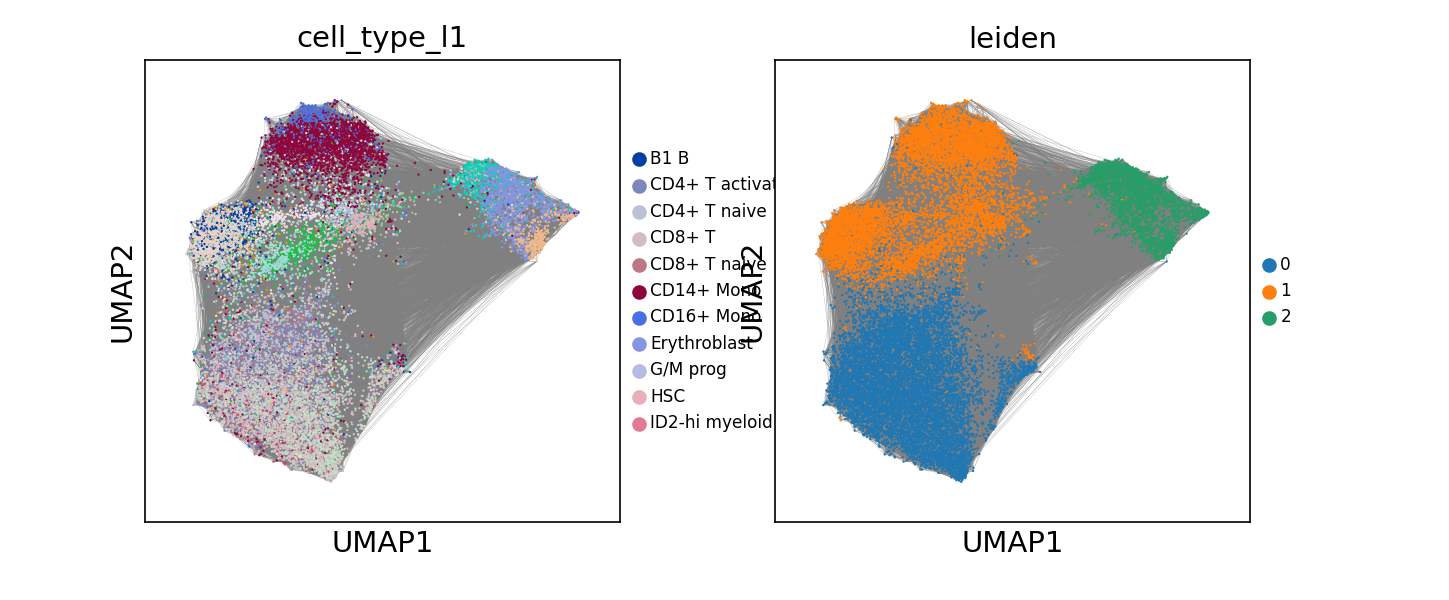 cell_type_l1
leiden
B1 B
CD4+ T activat
CD4+ T naive
CD8+ T
CD8+ T naive
CD14+ Mono
CD16+ Mono
Erythroblast
G/M prog
HSC
ID2-hi myeloid
0
1
2
UMAP2
UMAP2
UMAP1
UMAP1